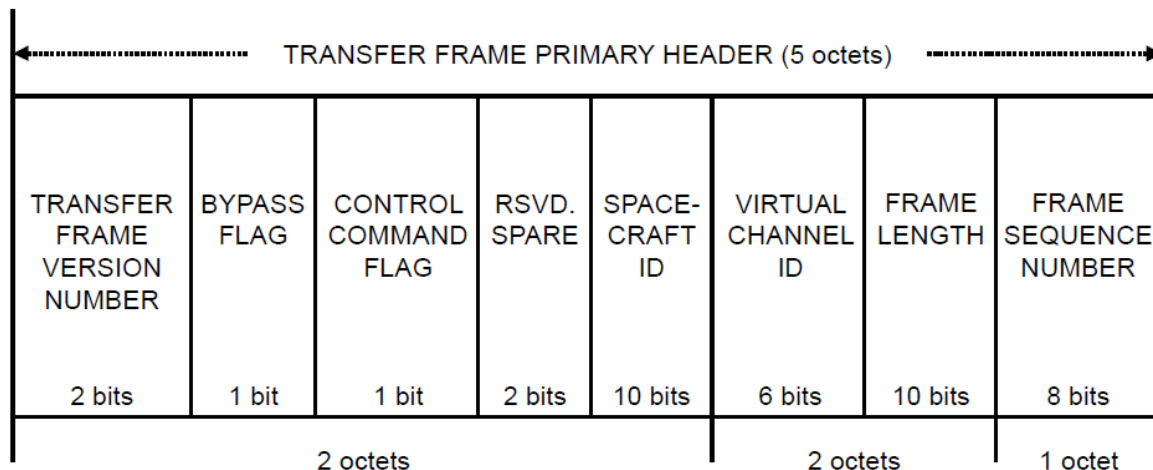 TRANSFER FRAME PRIMARY HEADER (5 octets)
TRANSFER
FRAME
VERSION
NUMBER
2 bits
BYPASS
FLAG
1 bit
CONTROL
COMMAND
FLAG
1 bit
RSVD.
SPARE
2 bits
SPACE-
CRAFT
ID
10 bits
VIRTUAL
CHANNEL
ID
6 bits
FRAME
LENGTH
10 bits
FRAME
SEQUENCE
NUMBER
8 bits
2 octets
2 octets
1 octet